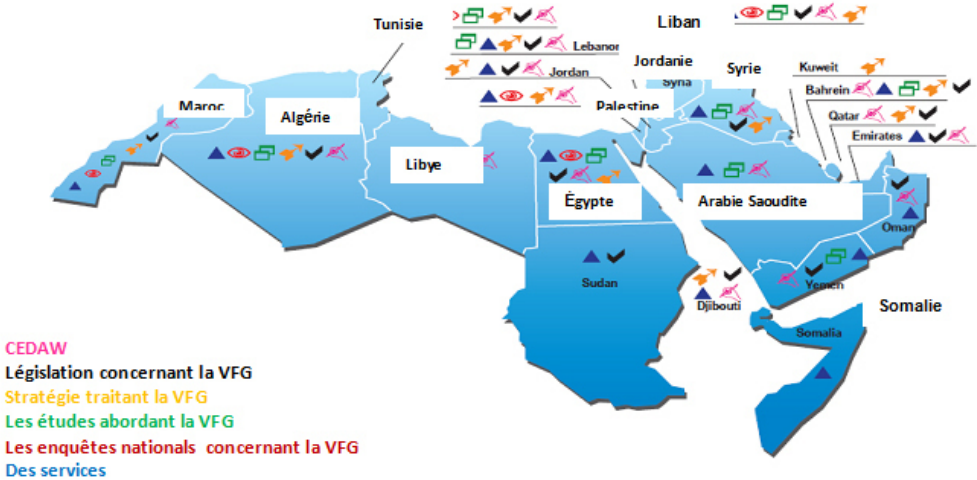 Tunisie
Liban
Lebanon
Jordanie
Jordan
Syria
Syrie
Kuweit
Bahrein
Maroc
Algérie
Palestine
Qatar
Emirates
Libye
Égypte
Arabie Saoudite
Oman
Sudan
Yemen
Djibouti
Somalie
Somalia
CEDAW
Législation concernant la VFG
Stratégie traitant la VFG
Les études abordant la VFG
Les enquêtes nationals concernant la VFG
Des services